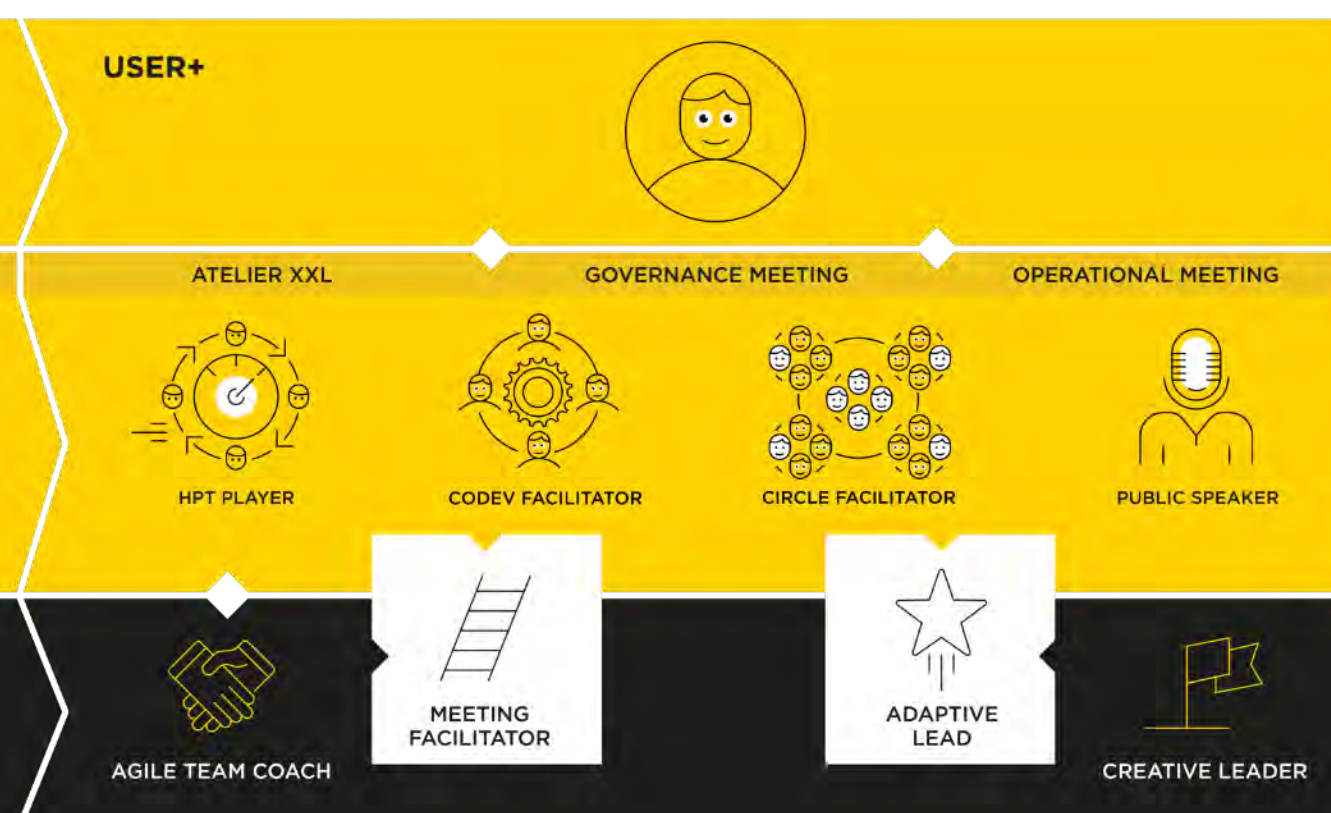 USER+
ATELIER XXL
GOVERNANCE MEETING
OPERATIONAL MEETING
HPT PLAYER
CODEV FACILITATOR
CIRCLE FACILITATOR
PUBLIC SPEAKER
MEETING
FACILITATOR
ADAPTIVE
LEAD
AGILE TEAM COACH
CREATIVE LEADER